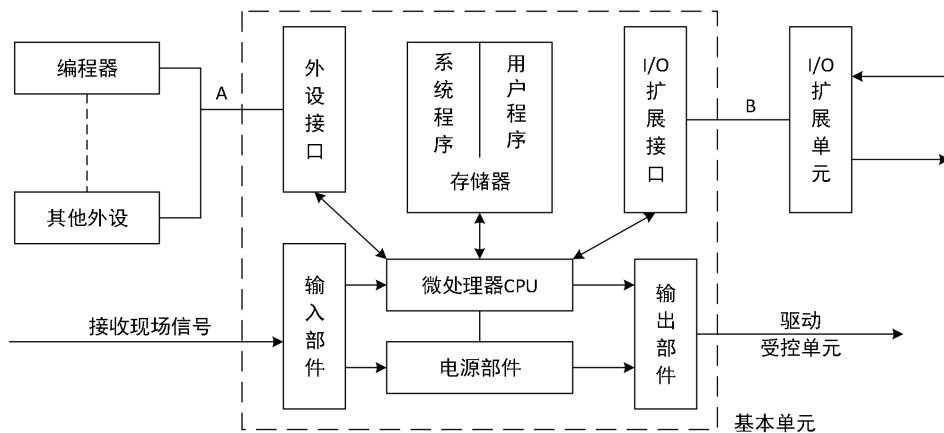 编程器
其他外设
A
外设接口
系统程序
用户程序
存储器
I/O扩展接口
B
I/O扩展单元
接收现场信号
输入部件
微处理器CPU
电源部件
输出部件
驱动
受控单元
基本单元